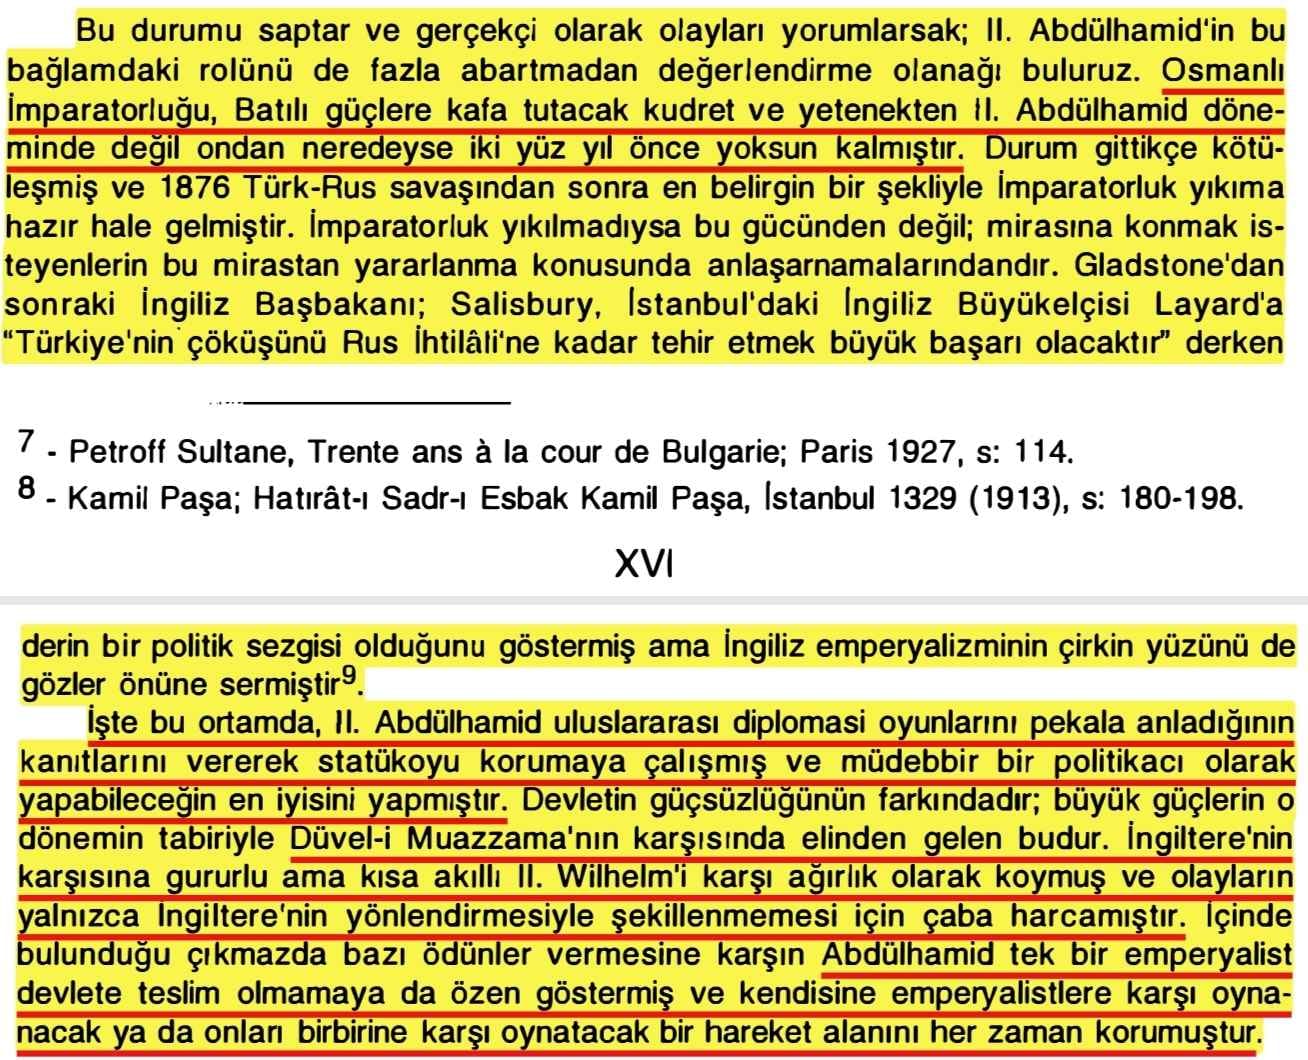 Bu durumu saptar ve gerçekçi olarak olayları yorumlarsak; II. Abdülhamid'in bu
bağlamdaki rolünü de fazla abartmadan değerlendirme olanağı buluruz. Osmanlı
İmparatorluğu, Batılı güçlere kafa tutacak kudret ve yetenekten II. Abdülhamid döne-
minde değil ondan neredeyse iki yüz yıl önce yoksun kalmıştır. Durum gittikçe kötü-
leşmiş ve 1876 Türk-Rus savaşından sonra en belirgin bir şekliyle İmparatorluk yıkıma
hazır hale gelmiştir. İmparatorluk yıkılmadıysa bu gücünden değil; mirasına konmak is-
teyenlerin bu mirastan yararlanma konusunda anlaşarnamalarındandır. Gladstone'dan
sonraki İngiliz Başbakanı; Salisbury, İstanbul'daki İngiliz Büyükelçisi Layard'a
“Türkiye'nin çöküşünü Rus İhtilâli'ne kadar tehir etmek büyük başarı olacaktır” derken
7 - Petroff Sultane, Trente ans à la cour de Bulgarie; Paris 1927, s: 114.
8 - Kamil Paşa; Hatırât-ı Sadr-ı Esbak Kamil Paşa, İstanbul 1329 (1913), s: 180-198.
XVI
derin bir politik sezgisi olduğunu göstermiş ama İngiliz emperyalizminin çirkin yüzünü de
gözler önüne sermiştir9.
İşte bu ortamda, II. Abdülhamid uluslararası diplomasi oyunlarını pekala anladığının
kanıtlarını vererek statükoyu korumaya çalışmış ve müdebbir bir politikacı olarak
yapabileceğin en iyisini yapmıştır. Devletin güçsüzlüğünün farkındadır; büyük güçlerin o
dönemin tabiriyle Düvel-i Muazzama'nın karşısında elinden gelen budur. İngiltere'nin
karşısına gururlu ama kısa akıllı II. Wilhelm'i karşı ağırlık olarak koymuş ve olayların
yalnızca İngiltere'nin yönlendirmesiyle şekillenmemesi için çaba harcamıştır. İçinde
bulunduğu çıkmazda bazı ödünler vermesine karşın Abdülhamid tek bir emperyalist
devlete teslim olmamaya da özen göstermiş ve kendisine emperyalistlere karşı oyna-
nacak ya da onları birbirine karşı oynatacak bir hareket alanını her zaman korumuştur.